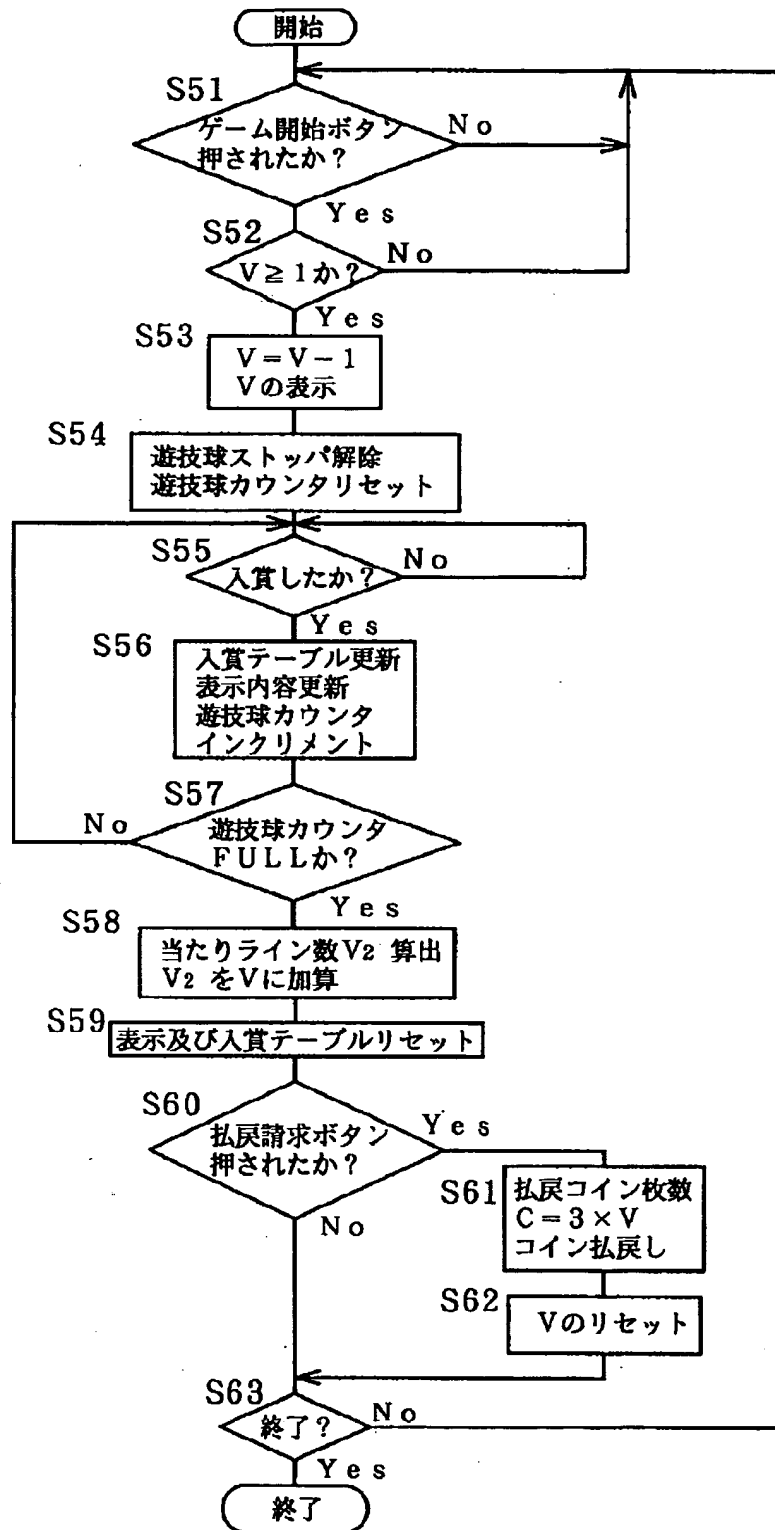 開始
S51
ゲーム開始ボタン
押されたか?
No
Yes
S52
V≧1か?
No
Yes
S53
V=V-1
Vの表示
S54
遊技球ストッパ解除
遊技球カウンタリセット
S55
入賞したか?
No
Yes
S56
入賞テーブル更新
表示内容更新
遊技球カウンタ
インクリメント
S57
遊技球カウンタ
FULLか?
No
Yes
S58
当たりライン数V2 算出
V2 をVに加算
S59
表示及び入賞テーブルリセット
S60
払戻請求ボタン
押されたか?
Yes
No
S61
払戻コイン枚数
C=3×V
コイン払戻し
S62
Vのリセット
S63
終了?
No
Yes
終了